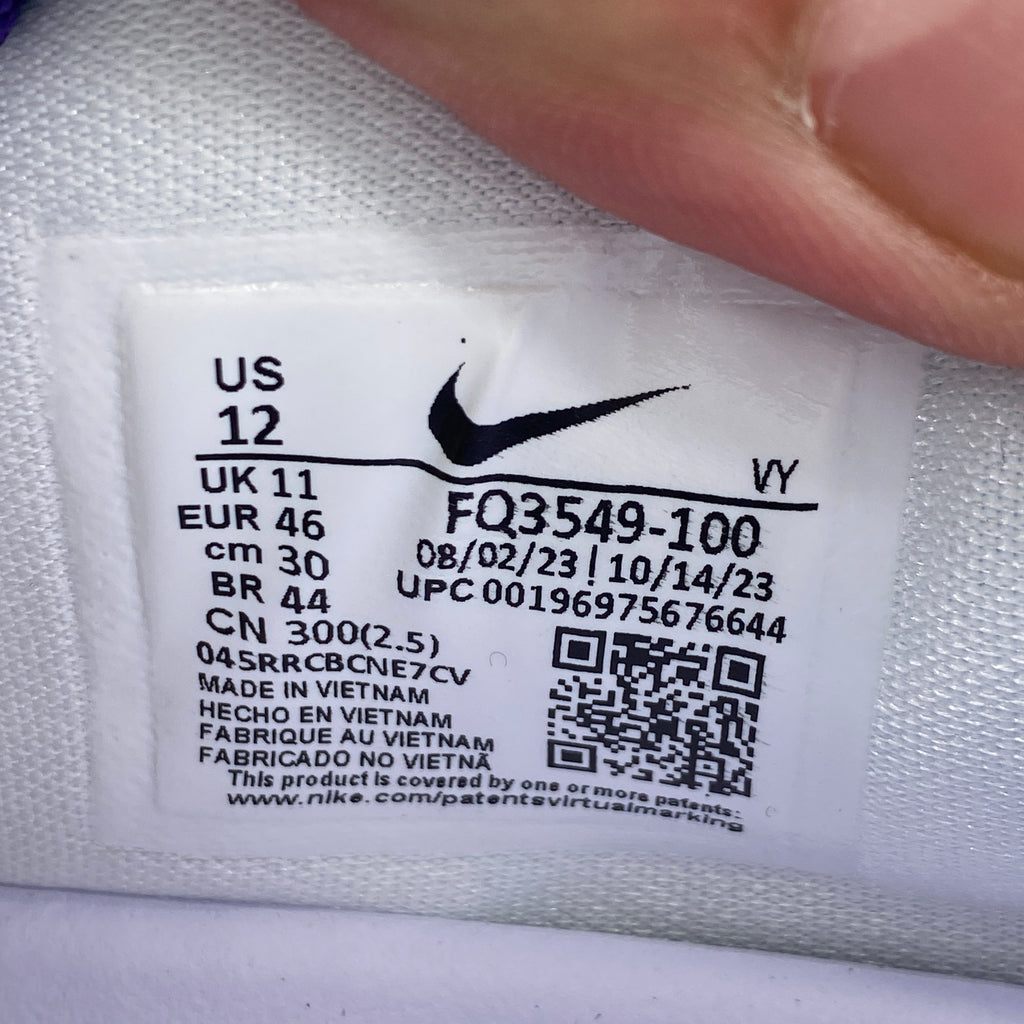 US
12
VY
UK 11
EUR 46
cm 30
BR 44
CN 300(2.5)
FQ3549-100
08/02/23 | 10/14/23
UPC 00196975676644
045RRCBCNE7CV
MADE IN VIETNAM
HECHO EN VIETNAM
FABRIQUE AU VIETNAM
FABRICADO NO VIETNÃ
This product is covered by one or more patents:
www.nike.com/patentsvirtualmarking